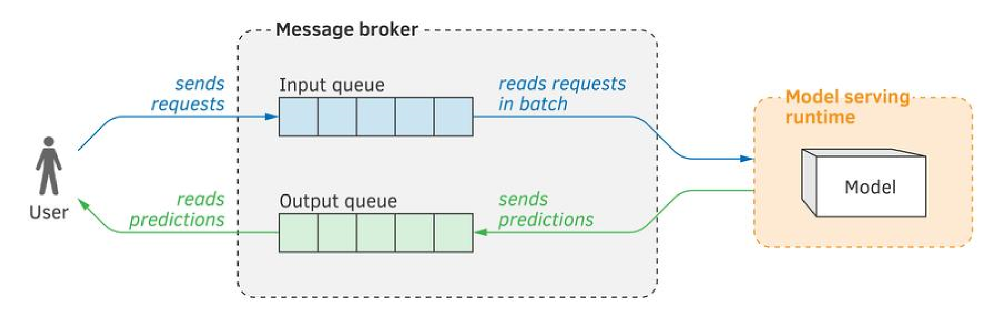 Message broker
sends
requests
Input queue
reads requests
in batch
Model serving
runtime
Model
User
reads
predictions
Output queue
sends
predictions